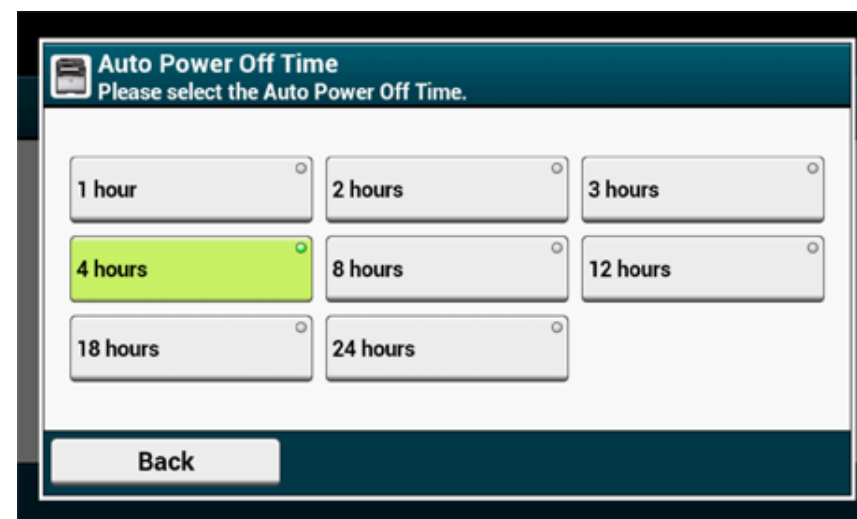 Auto Power Off Time
Please select the Auto Power Off Time.
1 hour
2 hours
3 hours
4 hours
8 hours
12 hours
18 hours
24 hours
Back